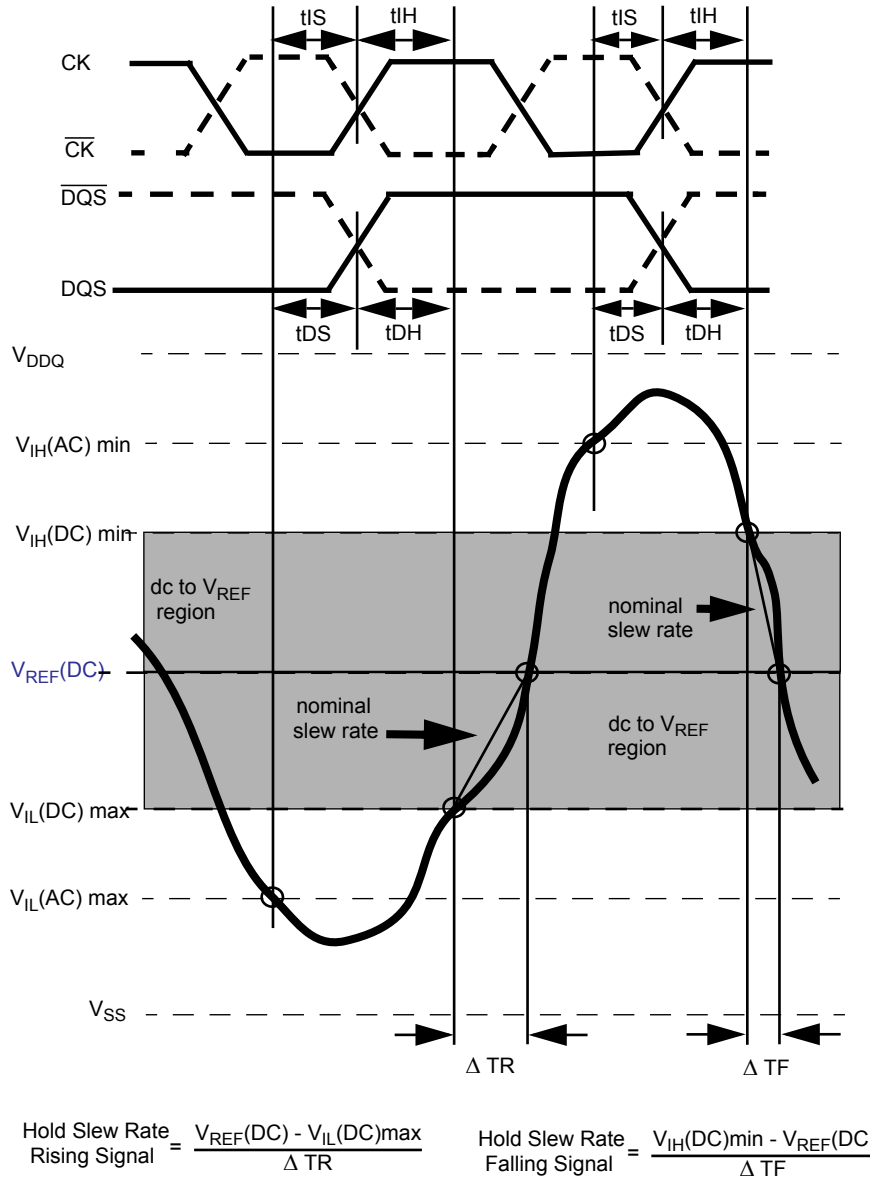 tIS tIH tIS tIH
CK
CK
DQS
DQS
tDS tDH tDS tDH
VDDQ
VIH(AC) min
VIH(DC) min
dc to VREF
region
nominal
slew rate
VREF(DC)
nominal
slew rate
dc to VREF
region
VIL(DC) max
VIL(AC) max
VSS
Δ TR Δ TF
Hold Slew Rate
Rising Signal
= VREF(DC) - VIL(DC)max
Δ TR
Hold Slew Rate
Falling Signal
= VIH(DC)min - VREF(DC
Δ TF